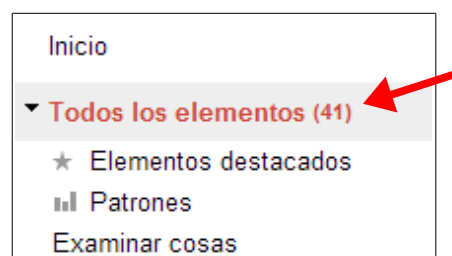 Inicio
Todos los elementos (41)
Elementos destacados
Patrones
Examinar cosas